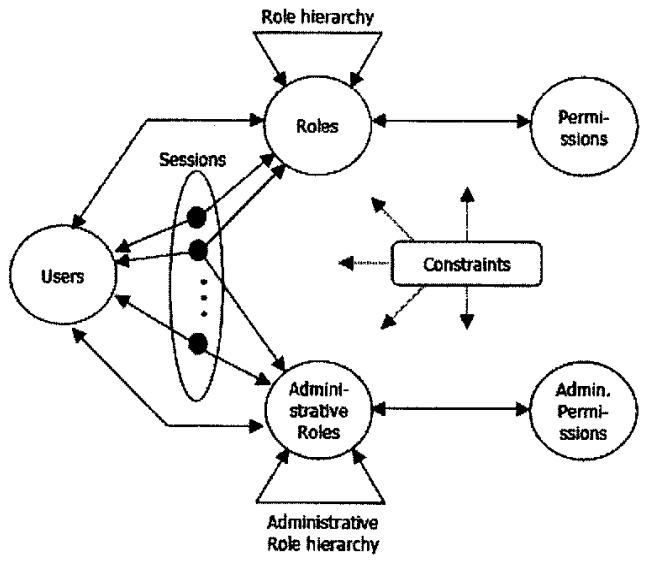 Role hierarchy
Roles
Permi-
ssions
Sessions
Users
Constraints
Admini-
strative
Roles
Admin.
Permi-
ssions
Administrative
Role hierarchy